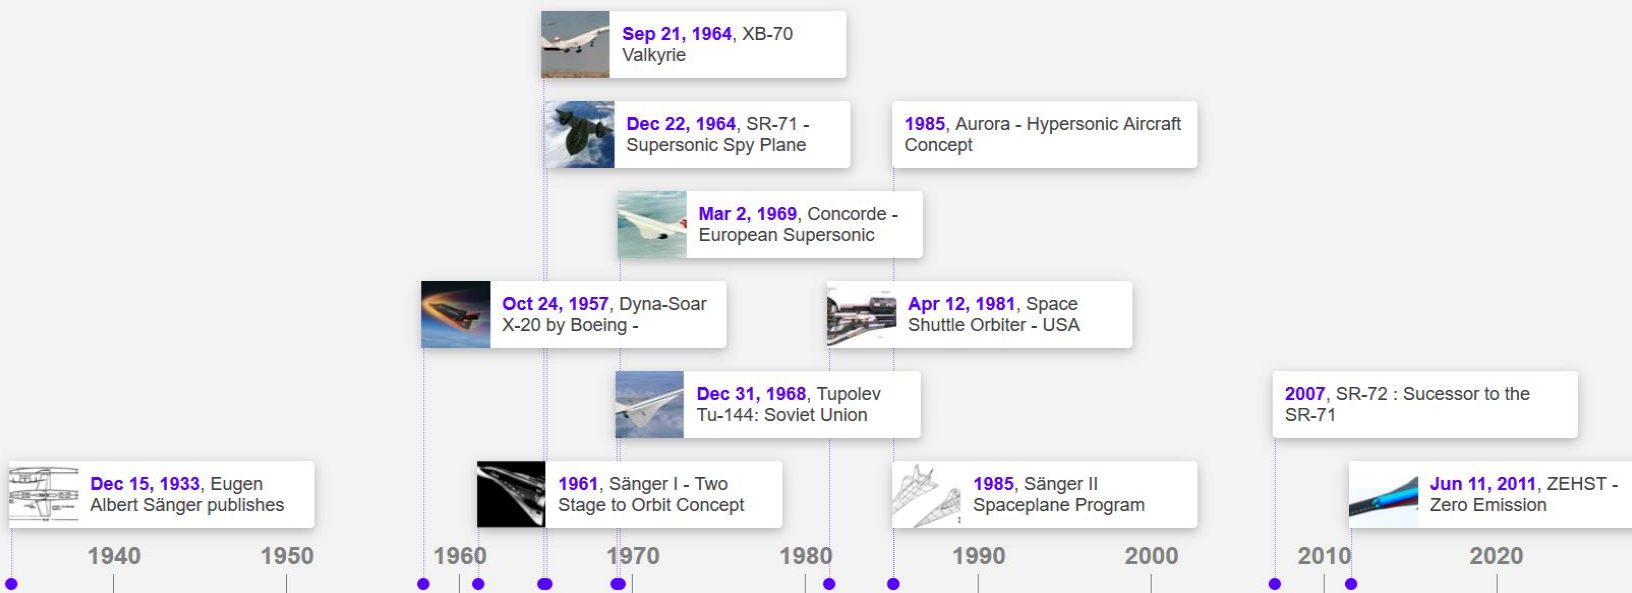 Sep 21, 1964, XB-70
Valkyrie
Dec 22, 1964, SR-71 -
Supersonic Spy Plane
1985, Aurora - Hypersonic Aircraft
Concept
Mar 2, 1969, Concorde -
European Supersonic
Oct 24, 1957, Dyna-Soar
X-20 by Boeing -
Apr 12, 1981, Space
Shuttle Orbiter - USA
Dec 31, 1968, Tupolev
Tu-144: Soviet Union
2007, SR-72 : Sucessor to the
SR-71
Dec 15, 1933, Eugen
Albert Sänger publishes
1961, Sänger I - Two
Stage to Orbit Concept
1985, Sänger II
Spaceplane Program
Jun 11, 2011, ZEHST -
Zero Emission
1940 1950 1960 1970 1980 1990 2000 2010 2020